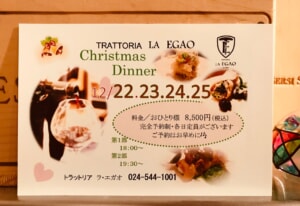 TRATTORIA LA EGAO
LA EGAO
Christmas
Dinner
12/22.23.24.25
料金／おひとり様 8,500円(税込)
完全予約制・各日定員がございます
ご予約はお早めに
第1部
18:00～
第2部
19:30～
トラットリア ラ・エガオ 024-544-1001